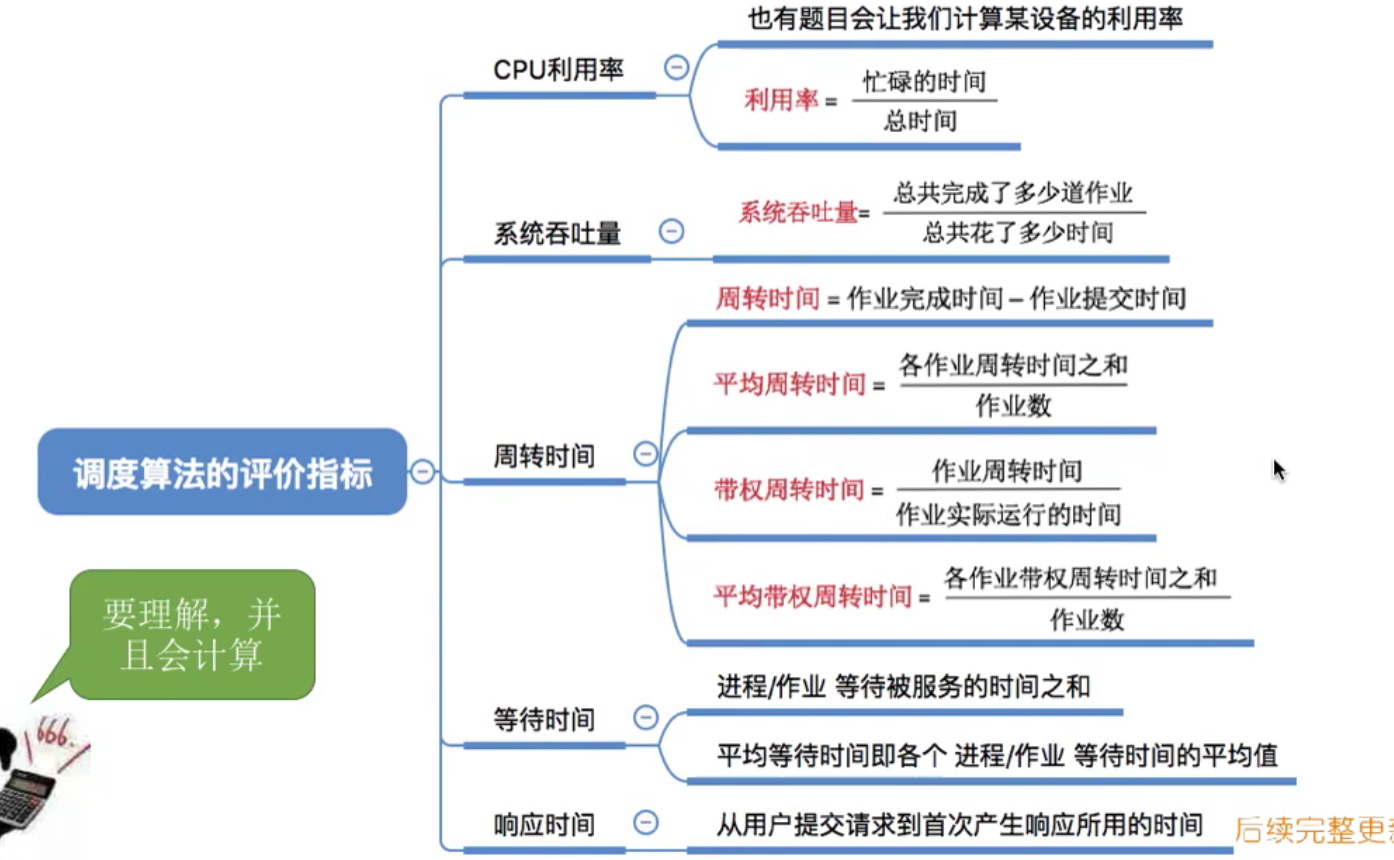 也有题目会让我们计算某设备的利用率
CPU利用率
利用率 = 忙碌的时间
总时间
系统吞吐量
系统吞吐量= 总共完成了多少道作业
总共花了多少时间
周转时间 = 作业完成时间 – 作业提交时间
平均周转时间 = 各作业周转时间之和
作业数
周转时间
调度算法的评价指标
带权周转时间 = 作业周转时间
作业实际运行的时间
平均带权周转时间 = 各作业带权周转时间之和
作业数
要理解，并
且会计算
进程/作业 等待被服务的时间之和
等待时间
平均等待时间即各个 进程/作业 等待时间的平均值
666.
响应时间
从用户提交请求到首次产生响应所用的时间
后续完整更